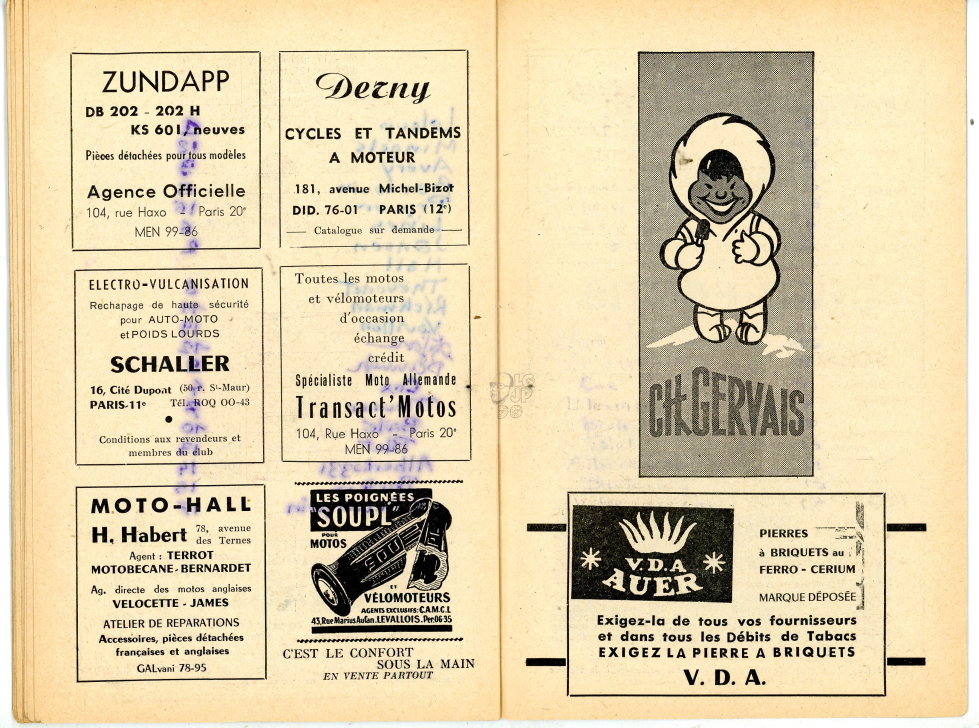 ZUNDAPP
DB 202 - 202 H
KS 601, neuves
Pièces détachées pour tous modèles
Agence Officielle
104, rue Haxo - Paris 20e
MEN 99-86
Derny
CYCLES ET TANDEMS
A MOTEUR
181, avenue Michel-Bizot
DID. 76-01 PARIS (12e)
Catalogue sur demande
ELECTRO-VULCANISATION
Rechapage de haute sécurité
pour AUTO-MOTO
et POIDS LOURDS
SCHALLER
16, Cité Dupont (50 r. St-Maur)
PARIS-11e Tél. ROQ 00-43
Conditions aux revendeurs et
membres du club
Toutes les motos
et vélomoteurs
d'occasion
échange
crédit
Spécialiste Moto Allemande
Transact'Motos
104, Rue Haxo - Paris 20e
MEN 99-86
MOTO-HALL
H. Habert 78, avenue
des Ternes
Agent : TERROT
MOTOBECANE-BERNARDET
Ag. directe des motos anglaises
VELOCETTE - JAMES
ATELIER DE REPARATIONS
Accessoires, pièces détachées
françaises et anglaises
GALvani 78-95
LES POIGNÉES
"SOUPL"
POUR
MOTOS
SOUPL
ET
VÉLOMOTEURS
AGENTS EXCLUSIFS: C.A.M.C.L
43, Rue Marius Aufan. LEVALLOIS. Per. 06-35
C'EST LE CONFORT
SOUS LA MAIN
EN VENTE PARTOUT
CH. GERVAIS
V.D.A
AUER
PIERRES
à BRIQUETS au
FERRO - CERIUM
MARQUE DÉPOSÉE
Exigez-la de tous vos fournisseurs
et dans tous les Débits de Tabacs
EXIGEZ LA PIERRE A BRIQUETS
V. D. A.